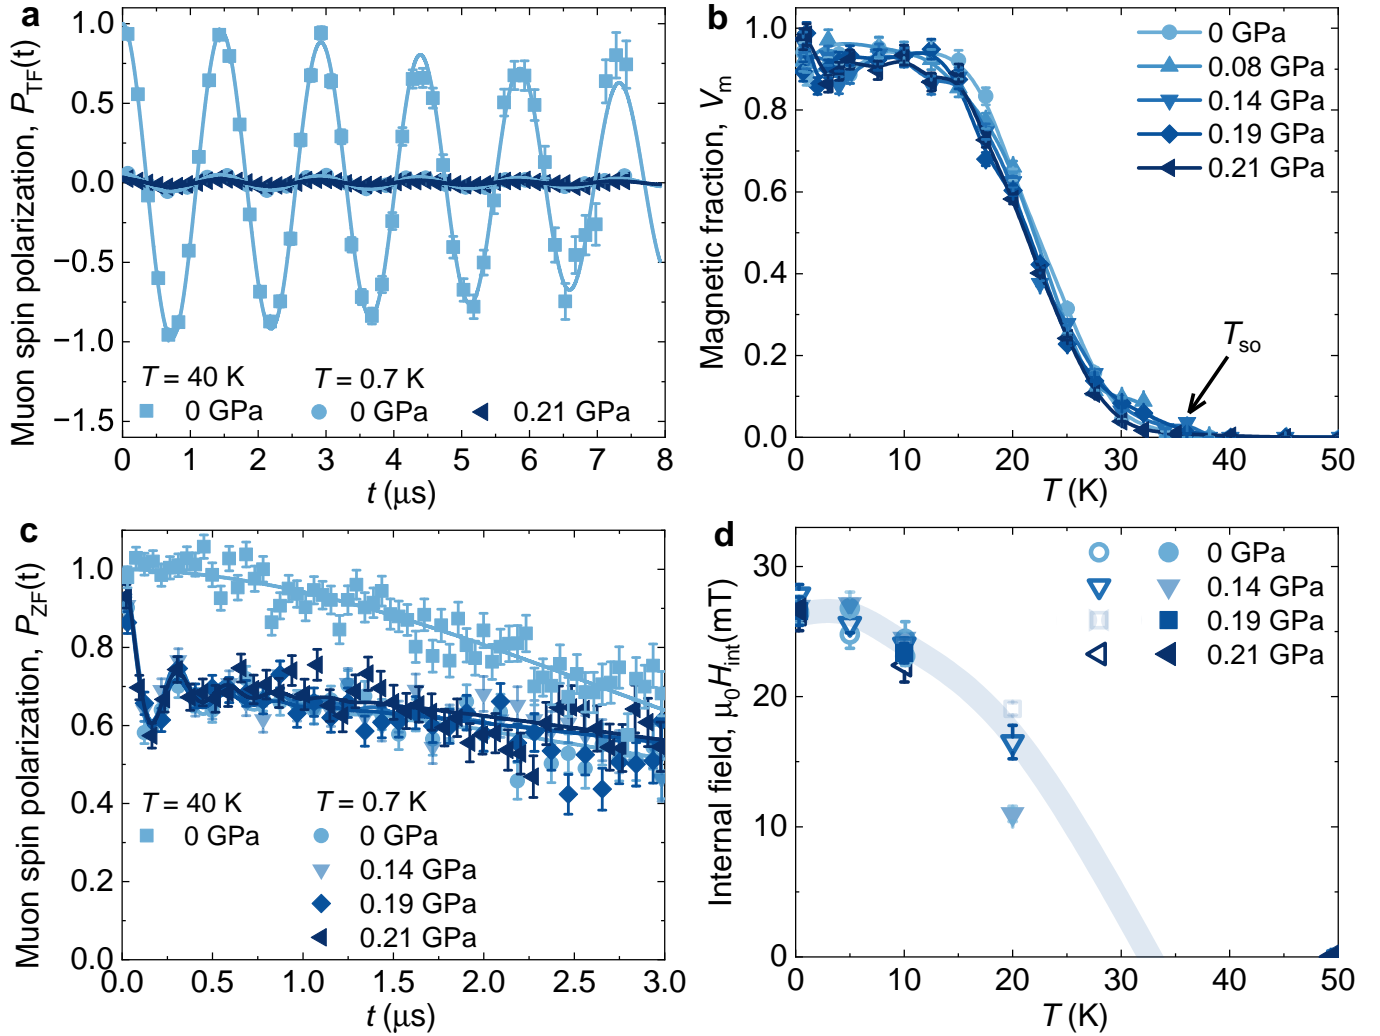 a
Muon spin polarization, P_TF(t)
1.0
0.5
0.0
−0.5
−1.0
−1.5
0 1 2 3 4 5 6 7 8
t (μs)
T = 40 K T = 0.7 K
0 GPa 0 GPa 0.21 GPa
b
Magnetic fraction, V_m
1.0
0.8
0.6
0.4
0.2
0.0
0 10 20 30 40 50
T (K)
0 GPa
0.08 GPa
0.14 GPa
0.19 GPa
0.21 GPa
T_so
c
Muon spin polarization, P_ZF(t)
1.0
0.8
0.6
0.4
0.2
0.0
0.0 0.5 1.0 1.5 2.0 2.5 3.0
t (μs)
T = 40 K T = 0.7 K
0 GPa 0 GPa
0.14 GPa
0.19 GPa
0.21 GPa
d
Internal field, μ₀H_int (mT)
30
20
10
0
0 10 20 30 40 50
T (K)
0 GPa
0.14 GPa
0.19 GPa
0.21 GPa